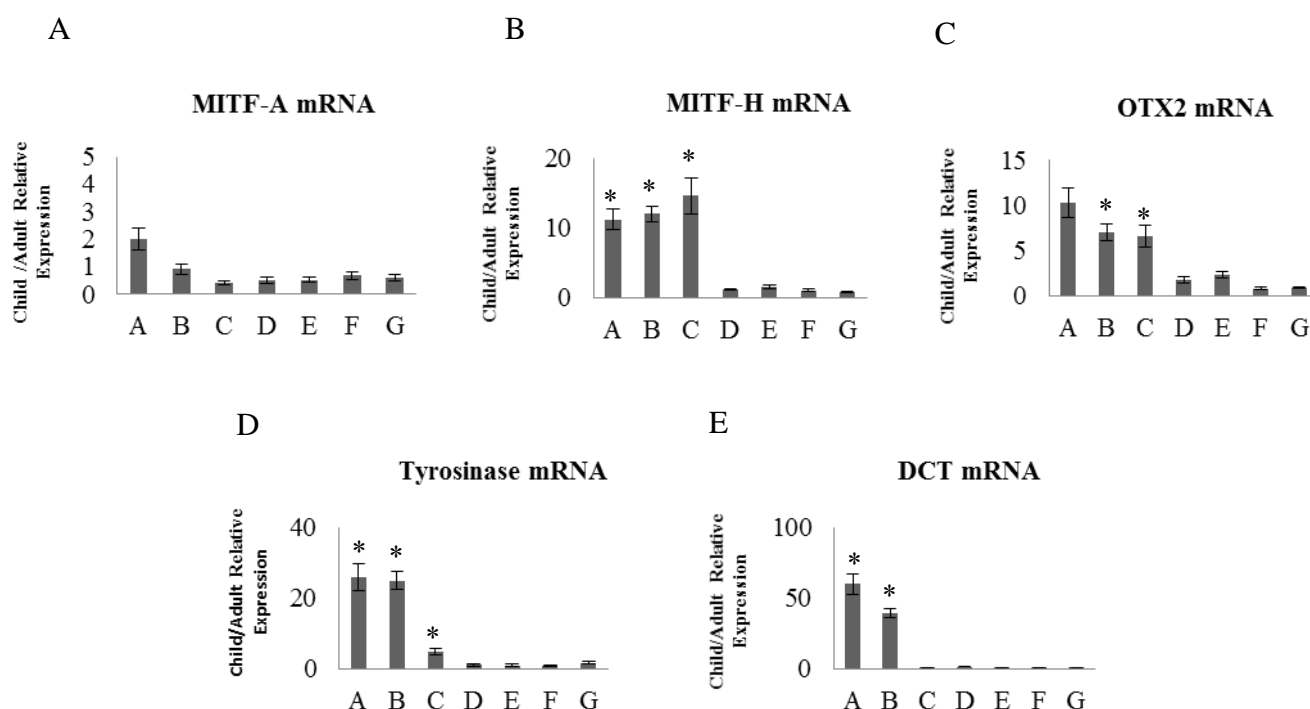 A
MITF-A mRNA
Child /Adult Relative
Expression
5
4
3
2
1
0
A B C D E F G
B
MITF-H mRNA
Child/Adult Relative
Expression
20
10
0
* * *
A B C D E F G
C
OTX2 mRNA
Child/Adult Relative
Expression
15
10
5
0
* *
A B C D E F G
D
Tyrosinase mRNA
Child/Adult Relative
Expression
40
20
0
* * *
A B C D E F G
E
DCT mRNA
Child/Adult Relative
Expression
100
50
0
* *
A B C D E F G